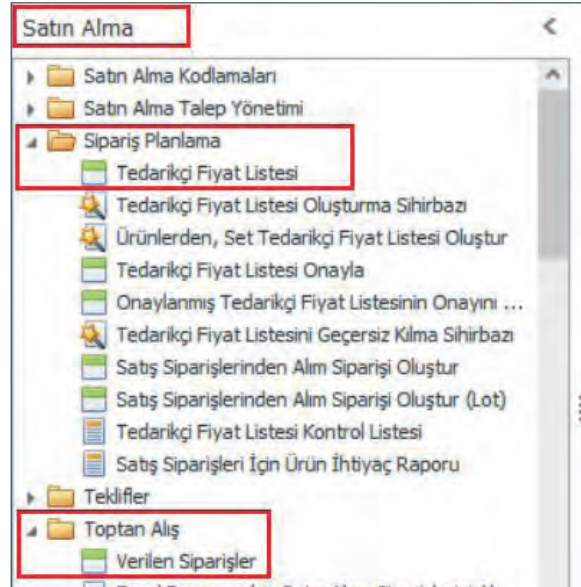 Satın Alma
Satın Alma Kodlamaları
Satın Alma Talep Yönetimi
Sipariş Planlama
Tedarikçi Fiyat Listesi
Tedarikçi Fiyat Listesi Oluşturma Sihirbazı
Ürünlerden, Set Tedarikçi Fiyat Listesi Oluştur
Tedarikçi Fiyat Listesi Onayla
Onaylanmış Tedarikçi Fiyat Listesinin Onayını ...
Tedarikçi Fiyat Listesini Geçersiz Kılma Sihirbazı
Satış Siparişlerinden Alım Siparişi Oluştur
Satış Siparişlerinden Alım Siparişi Oluştur (Lot)
Tedarikçi Fiyat Listesi Kontrol Listesi
Satış Siparişleri İçin Ürün İhtiyaç Raporu
Teklifler
Toptan Alış
Verilen Siparişler